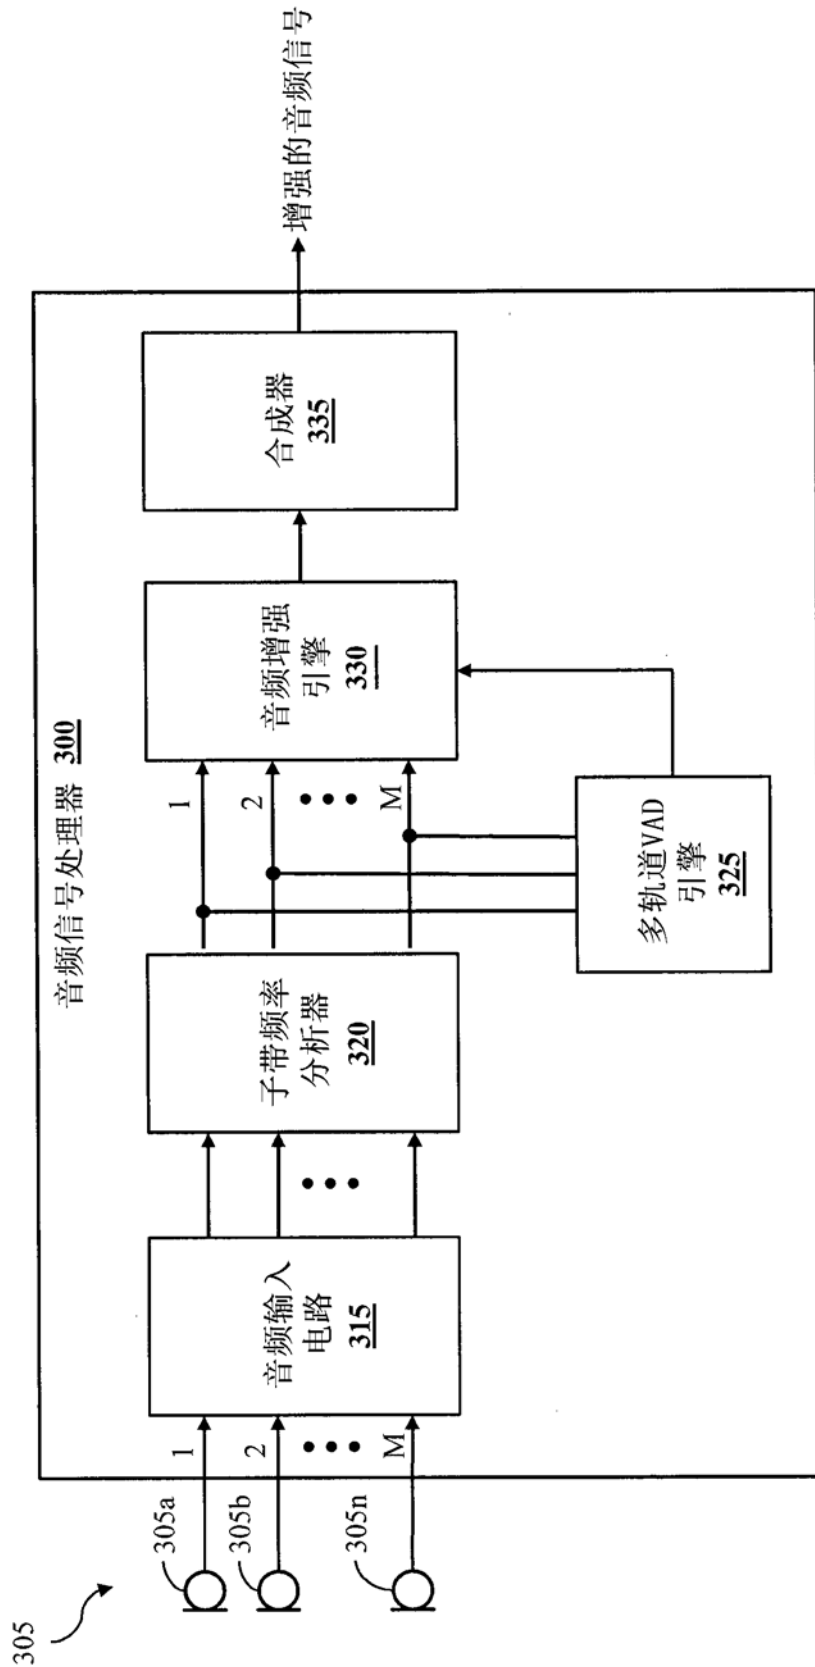 音频信号处理器 300
305
305a
305b
305n
1
2
M
音频输入
电路
315
子带频率
分析器
320
1
2
M
多轨道VAD
引擎
325
音频增强
引擎
330
合成器
335
增强的音频信号